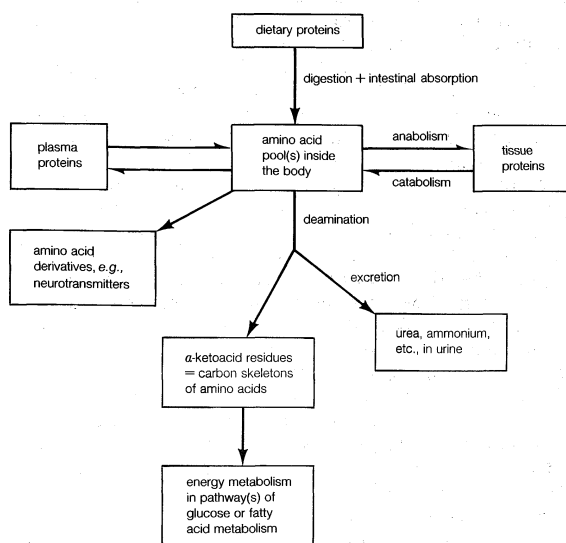 dietary proteins
digestion + intestinal absorption
plasma
proteins
amino acid
pool(s) inside
the body
anabolism
catabolism
tissue
proteins
deamination
amino acid
derivatives, e.g.,
neurotransmitters
excretion
urea, ammonium,
etc., in urine
α-ketoacid residues
= carbon skeletons
of amino acids
energy metabolism
in pathway(s) of
glucose or fatty
acid metabolism